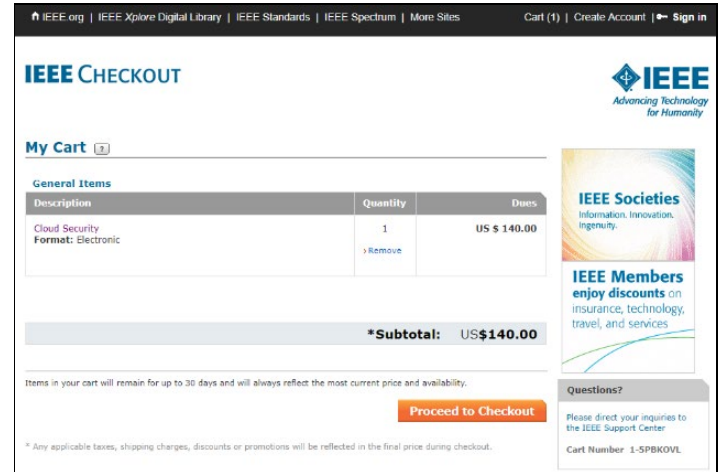 IEEE.org | IEEE Xplore Digital Library | IEEE Standards | IEEE Spectrum | More Sites
Cart (1) | Create Account | Sign in
IEEE CHECKOUT
IEEE
Advancing Technology
for Humanity
My Cart ?
General Items
Description Quantity Dues
Cloud Security 1 US $ 140.00
Format: Electronic
› Remove
*Subtotal: US$140.00
Items in your cart will remain for up to 30 days and will always reflect the most current price and availability.
Proceed to Checkout
* Any applicable taxes, shipping charges, discounts or promotions will be reflected in the final price during checkout.
IEEE Societies
Information. Innovation.
Ingenuity.
IEEE Members
enjoy discounts on
insurance, technology,
travel, and services
Questions?
Please direct your inquiries to
the IEEE Support Center
Cart Number 1-5PBKOVL